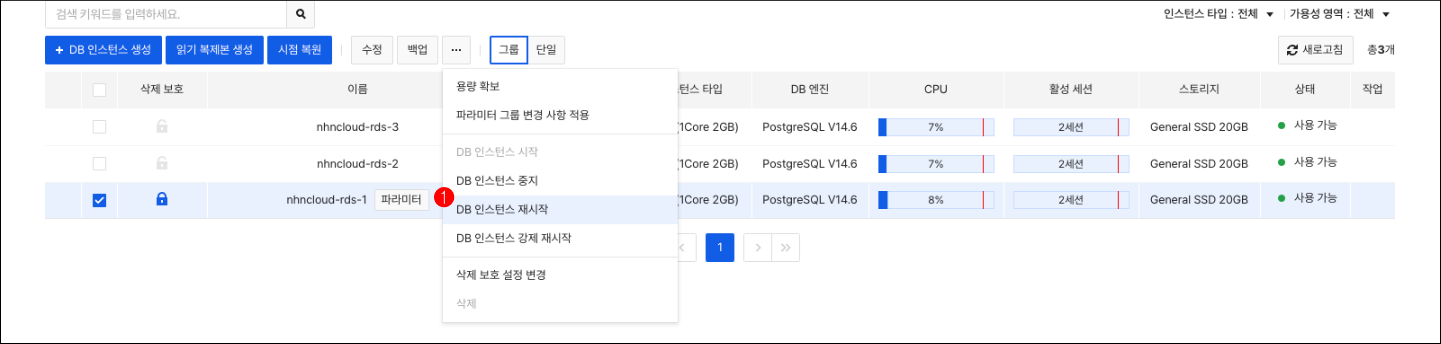 검색 키워드를 입력하세요.
인스턴스 타입 : 전체 가용성 영역 : 전체
+ DB 인스턴스 생성 읽기 복제본 생성 시점 복원 수정 백업 ··· 그룹 단일 새로고침 총3개
삭제 보호 이름 스턴스 타입 DB 엔진 CPU 활성 세션 스토리지 상태 작업
nhncloud-rds-3 (1Core 2GB) PostgreSQL V14.6 7% 2세션 General SSD 20GB 사용 가능
nhncloud-rds-2 (1Core 2GB) PostgreSQL V14.6 7% 2세션 General SSD 20GB 사용 가능
nhncloud-rds-1 파라미터 (1Core 2GB) PostgreSQL V14.6 8% 2세션 General SSD 20GB 사용 가능
용량 확보
파라미터 그룹 변경 사항 적용
DB 인스턴스 시작
DB 인스턴스 중지
1 DB 인스턴스 재시작
DB 인스턴스 강제 재시작
삭제 보호 설정 변경
삭제
1